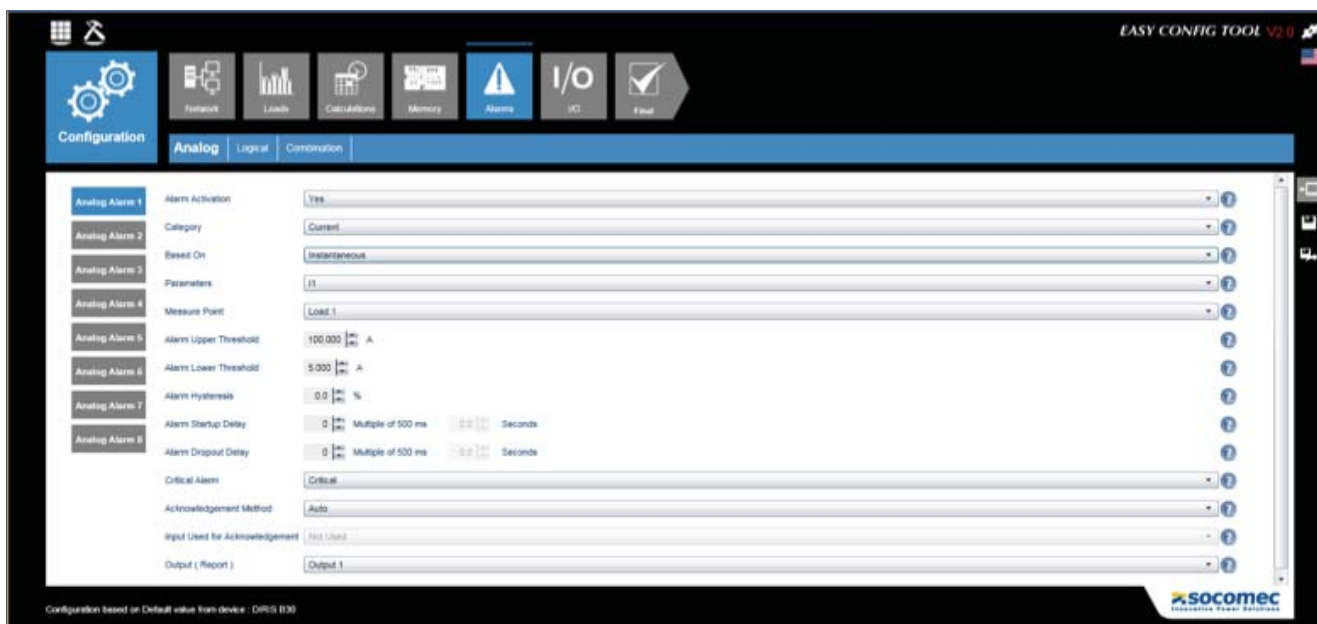 EASY CONFIG TOOL V2.0
Configuration
Network
Loads
Calculations
Memory
Alarms
I/O
I/O
Final
Analog
Logical
Combination
Analog Alarm 1
Analog Alarm 2
Analog Alarm 3
Analog Alarm 4
Analog Alarm 5
Analog Alarm 6
Analog Alarm 7
Analog Alarm 8
Alarm Activation Yes
Category Current
Based On Instantaneous
Parameters I1
Measure Point Load 1
Alarm Upper Threshold 100.000 A
Alarm Lower Threshold 5.000 A
Alarm Hysteresis 0.0 %
Alarm Startup Delay 0 Multiple of 500 ms 0.0 Seconds
Alarm Dropout Delay 0 Multiple of 500 ms 0.0 Seconds
Critical Alarm Critical
Acknowledgement Method Auto
Input Used for Acknowledgement Not Used
Output ( Report ) Output 1
Configuration based on Default value from device : DIRIS B30
socomec
Innovative Power Solutions